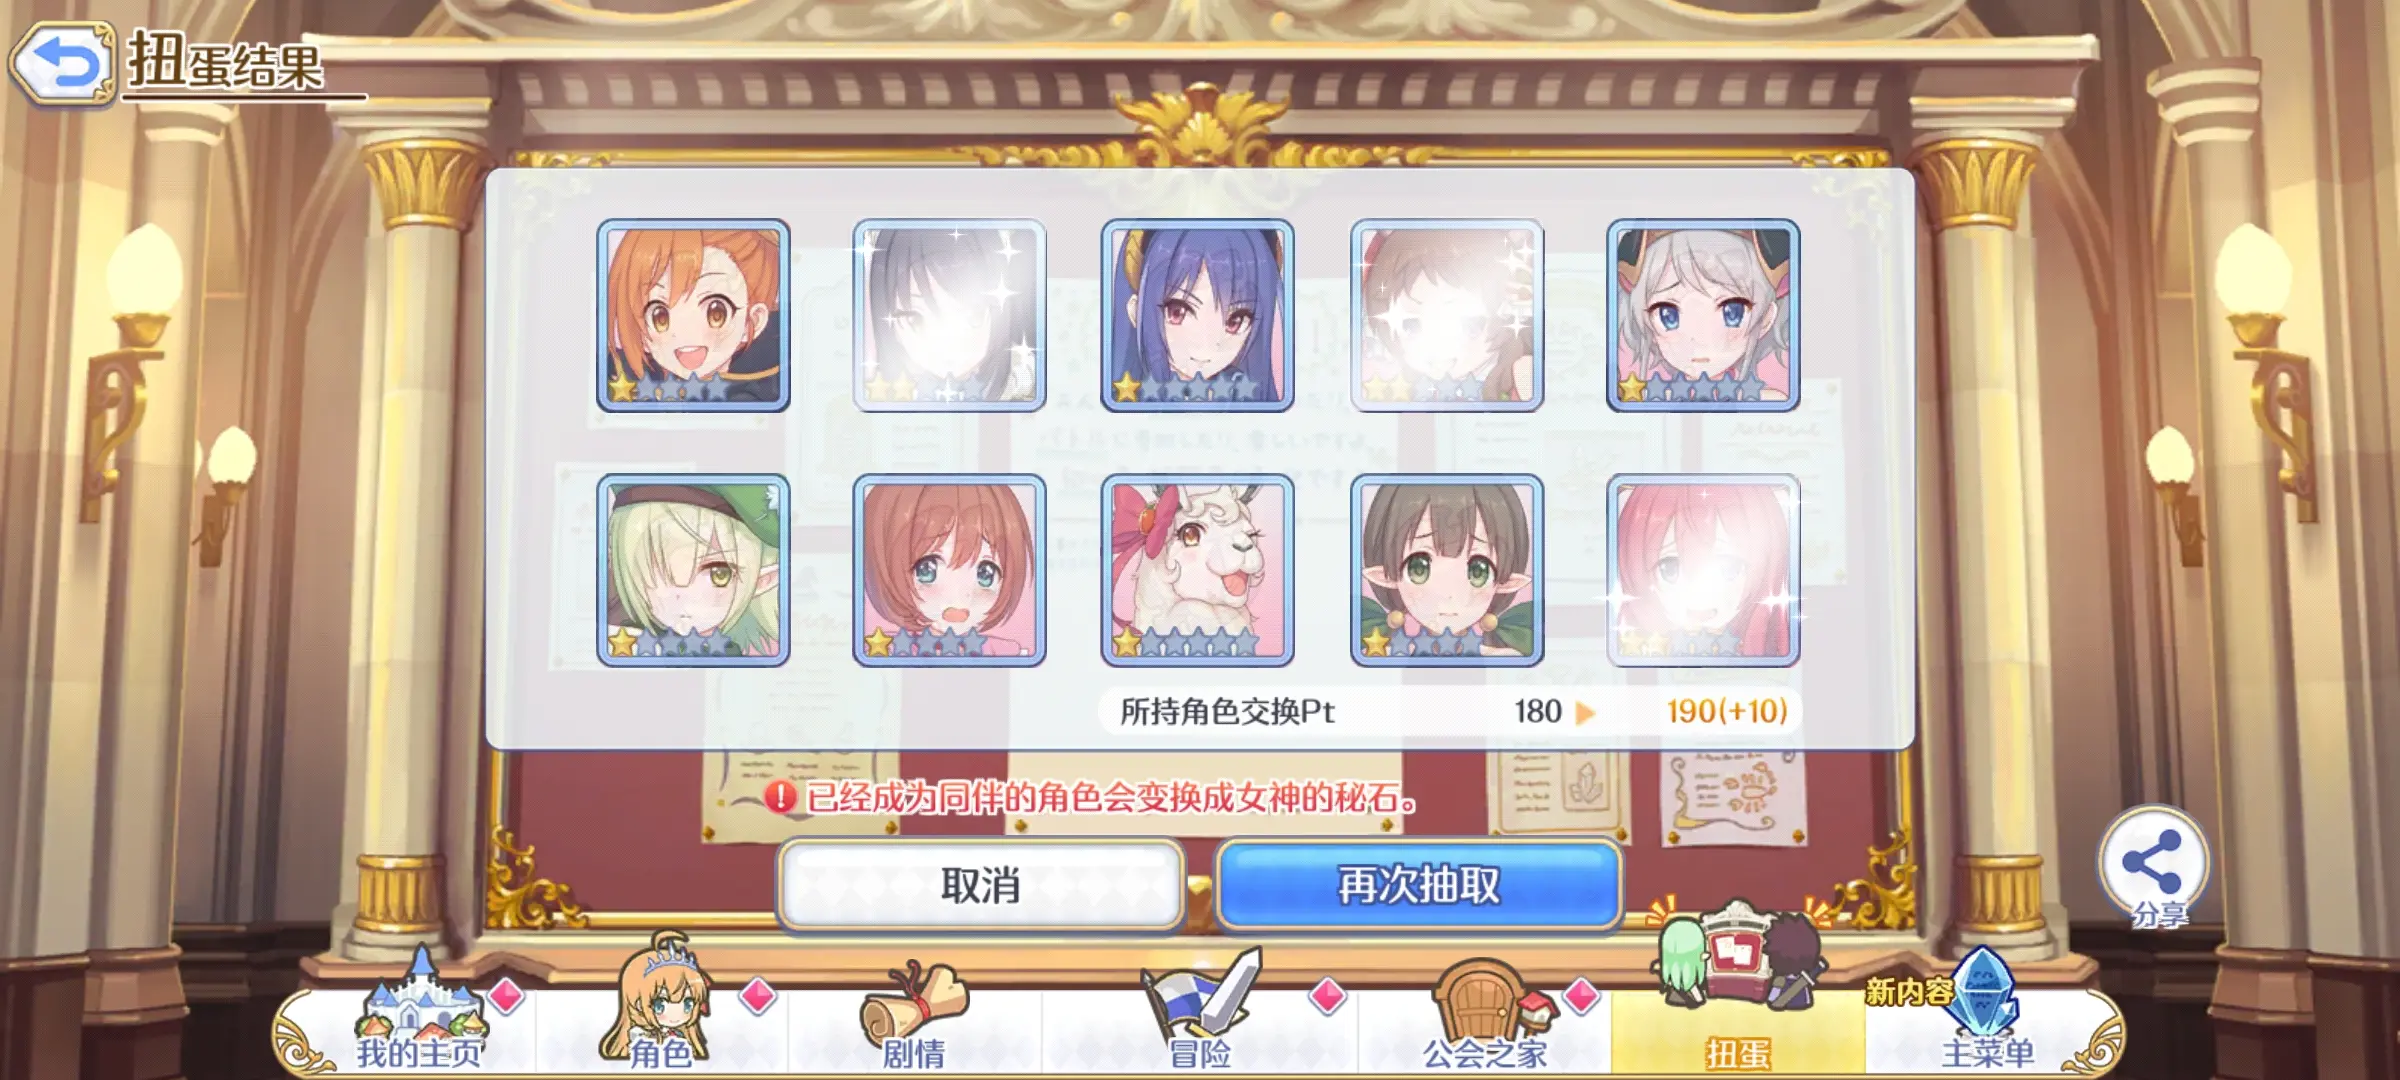 扭蛋结果
所持角色交换Pt 180 190(+10)
已经成为同伴的角色会变换成女神的秘石。
取消
再次抽取
分享
新内容
我的主页
角色
剧情
冒险
公会之家
扭蛋
主菜单